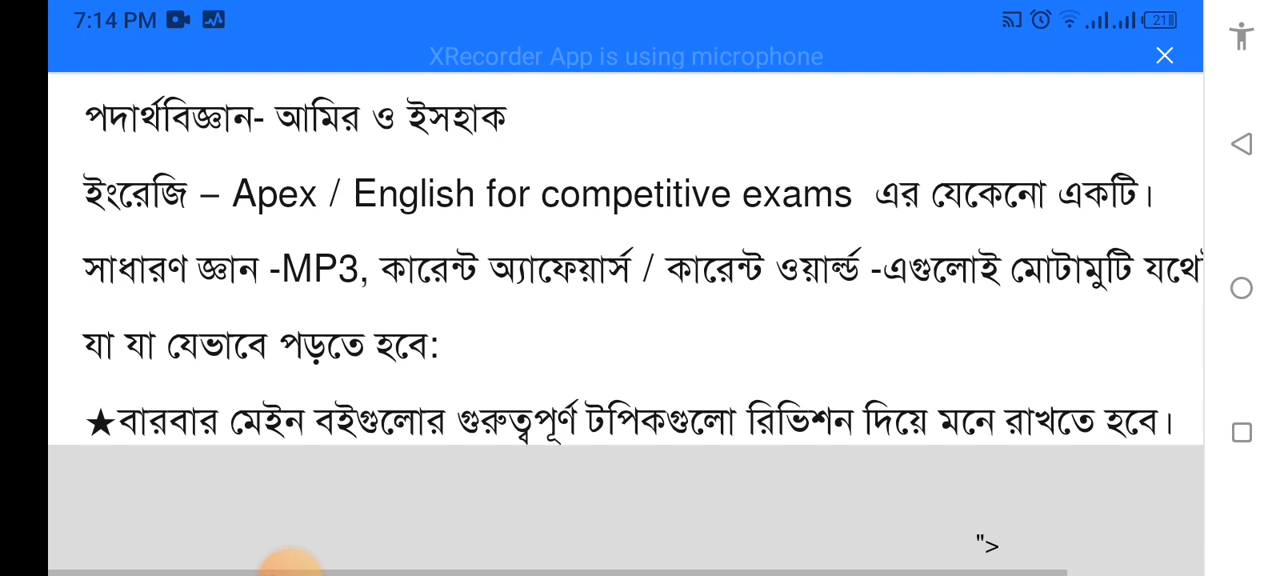 7:14 PM
21
XRecorder App is using microphone
পদার্থবিজ্ঞান- আমির ও ইসহাক
ইংরেজি – Apex / English for competitive exams এর যেকেনো একটি।
সাধারণ জ্ঞান -MP3, কারেন্ট অ্যাফেয়ার্স / কারেন্ট ওয়ার্ল্ড -এগুলোই মোটামুটি
যা যা যেভাবে পড়তে হবে:
★বারবার মেইন বইগুলোর গুরুত্বপূর্ণ টপিকগুলো রিভিশন দিয়ে মনে রাখতে হবে।
">